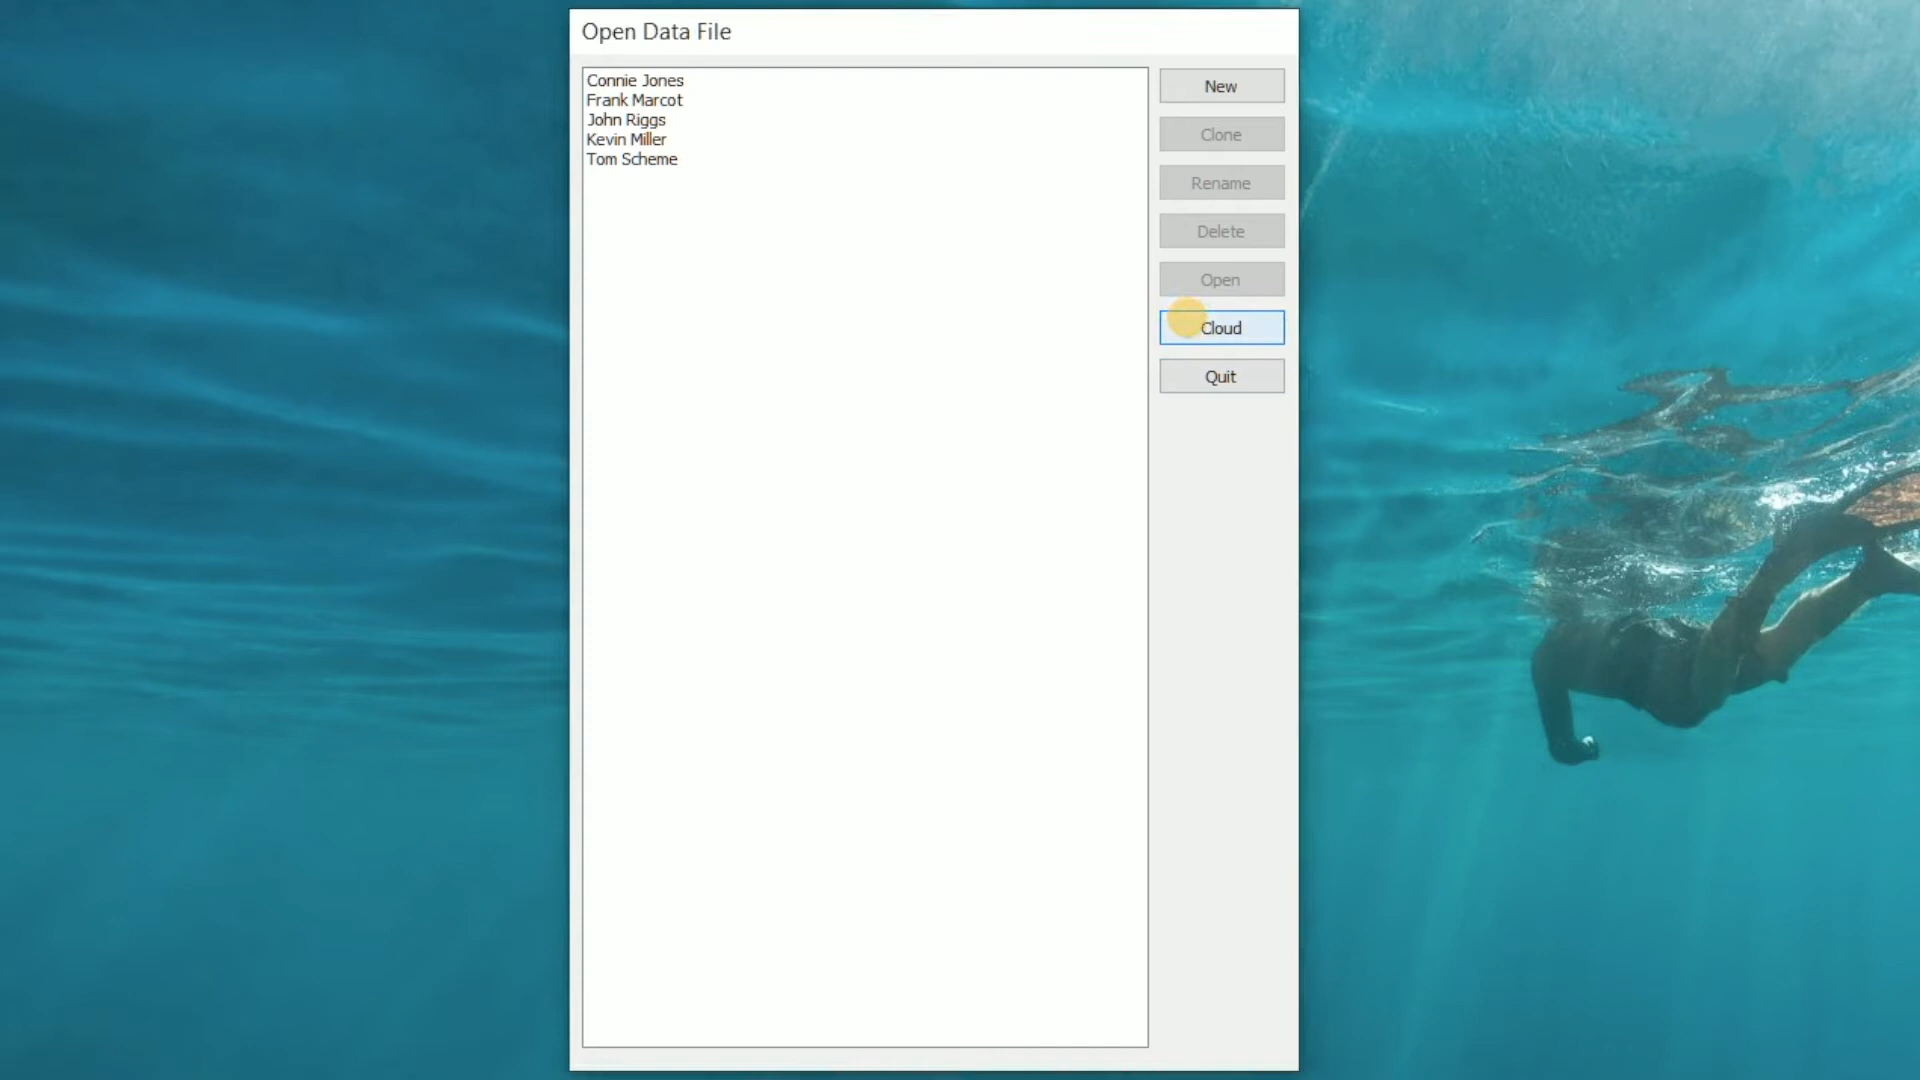 Open Data File
Connie Jones
Frank Marcot
John Riggs
Kevin Miller
Tom Scheme
New
Clone
Rename
Delete
Open
Cloud
Quit